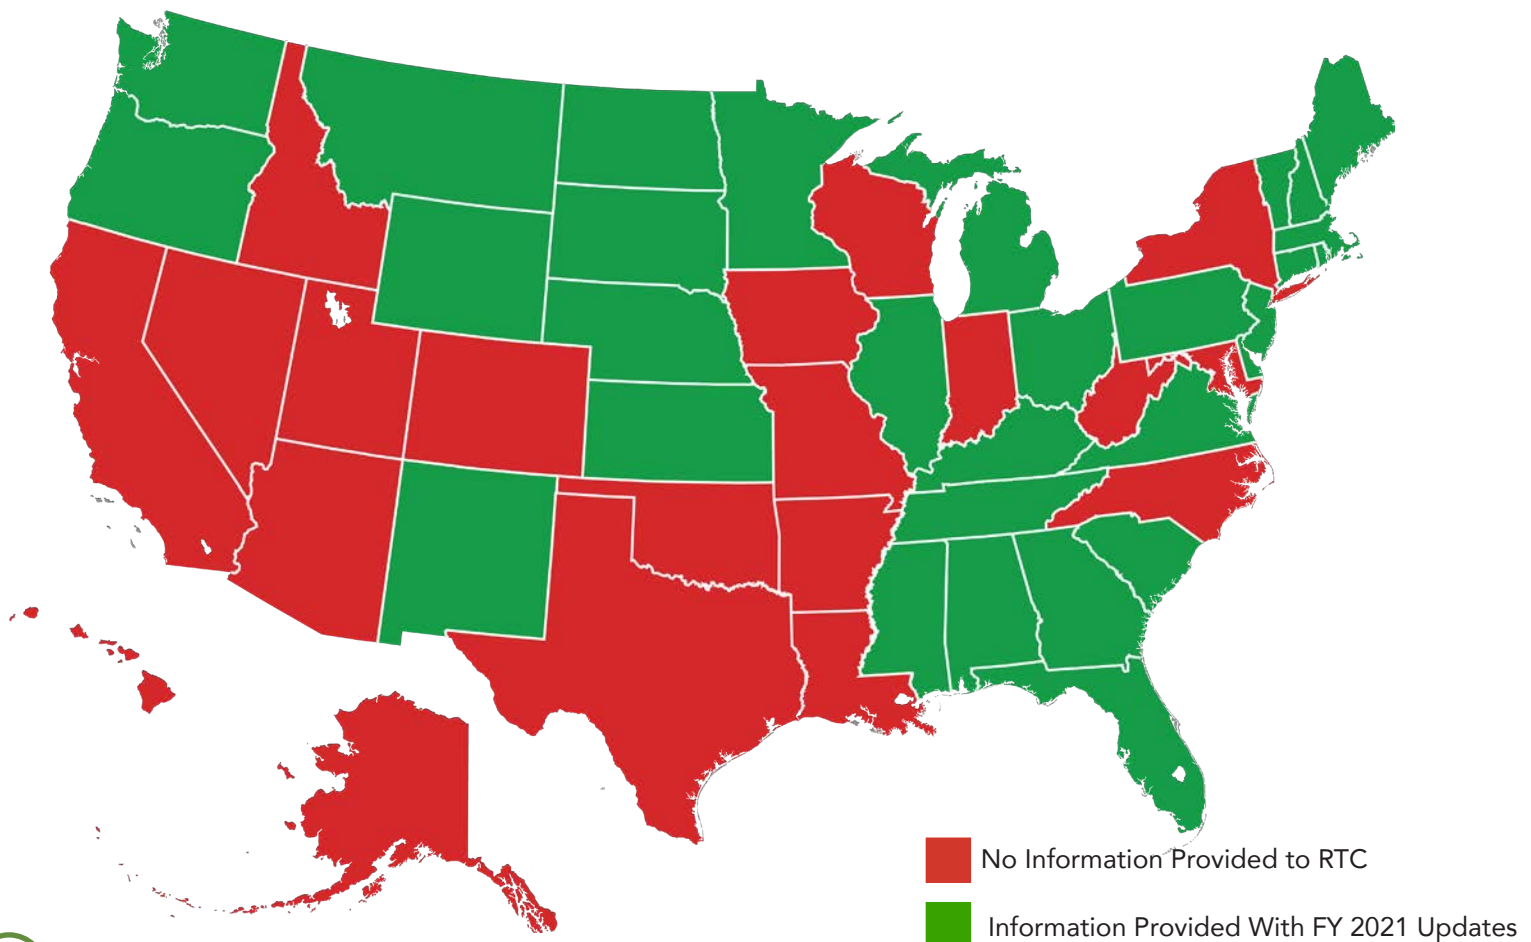 No Information Provided to RTC
Information Provided With FY 2021 Updates